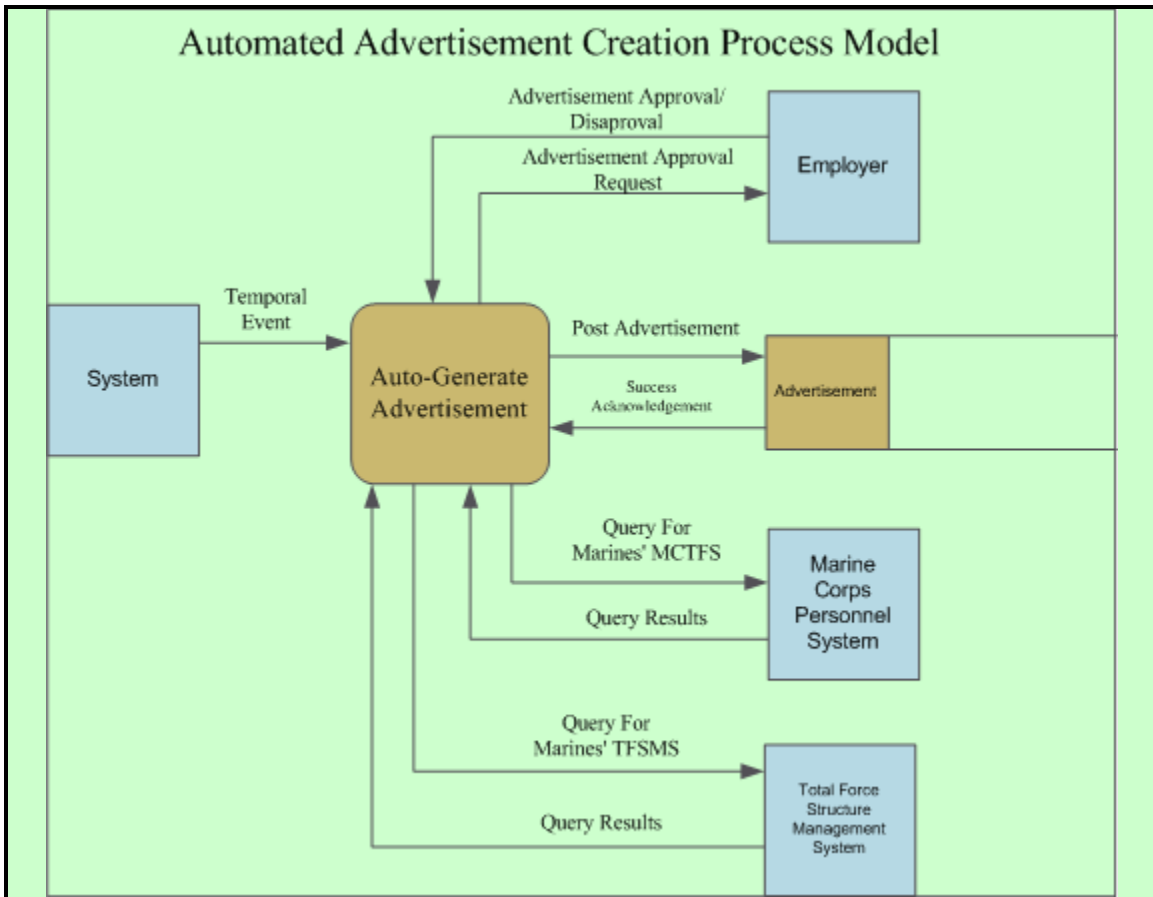 Automated Advertisement Creation Process Model
Advertisement Approval/
Disaproval
Employer
Advertisement Approval
Request
Temporal
Event
System
Auto-Generate
Advertisement
Post Advertisement
Advertisement
Success
Acknowledgement
Query For
Marines' MCTFS
Marine
Corps
Personnel
System
Query Results
Query For
Marines' TFSMS
Total Force
Structure
Management
System
Query Results